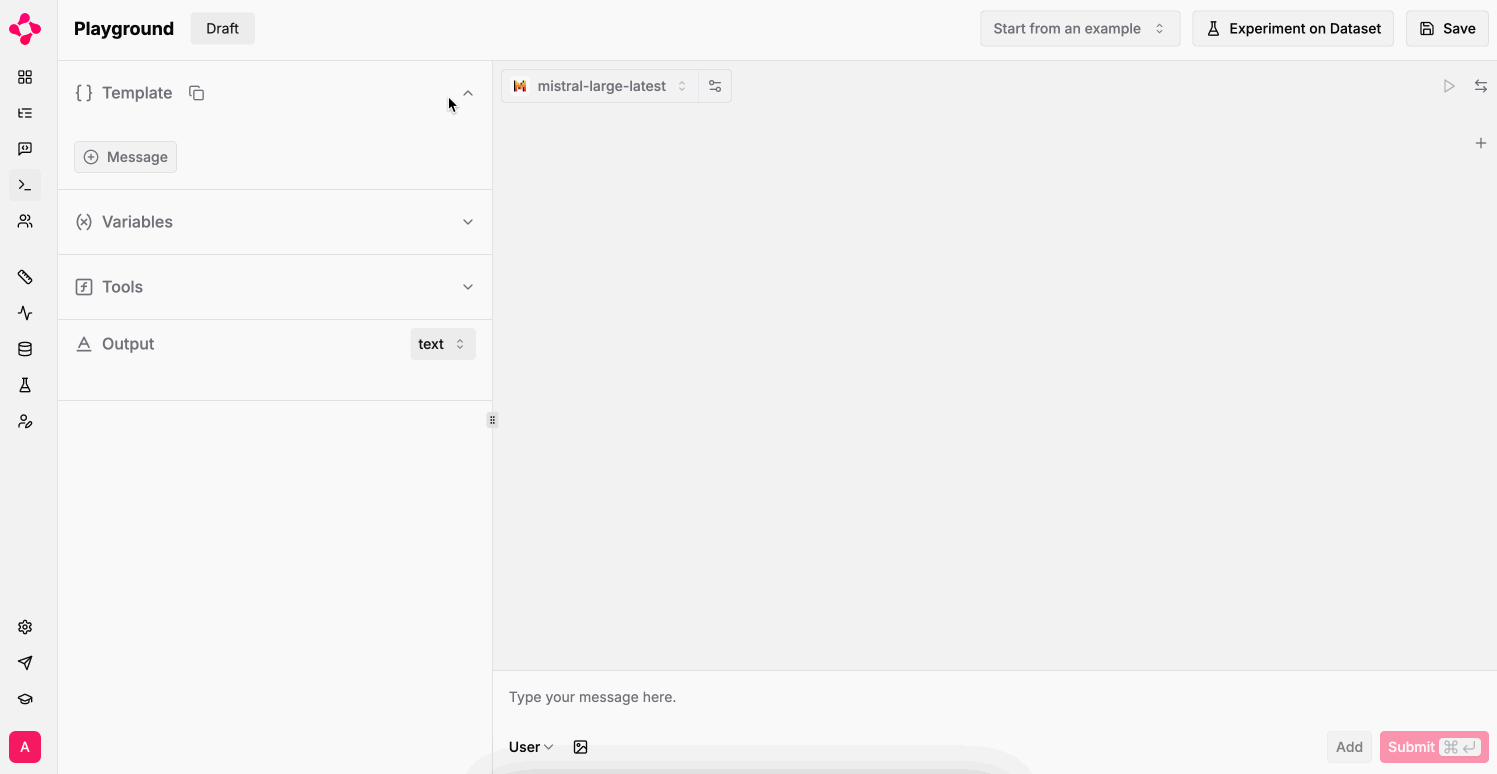 Playground Draft Start from an example Experiment on Dataset Save
{ } Template
mistral-large-latest
Message
Variables
Tools
Output text
Type your message here.
User Add Submit ⌘ ↵
A